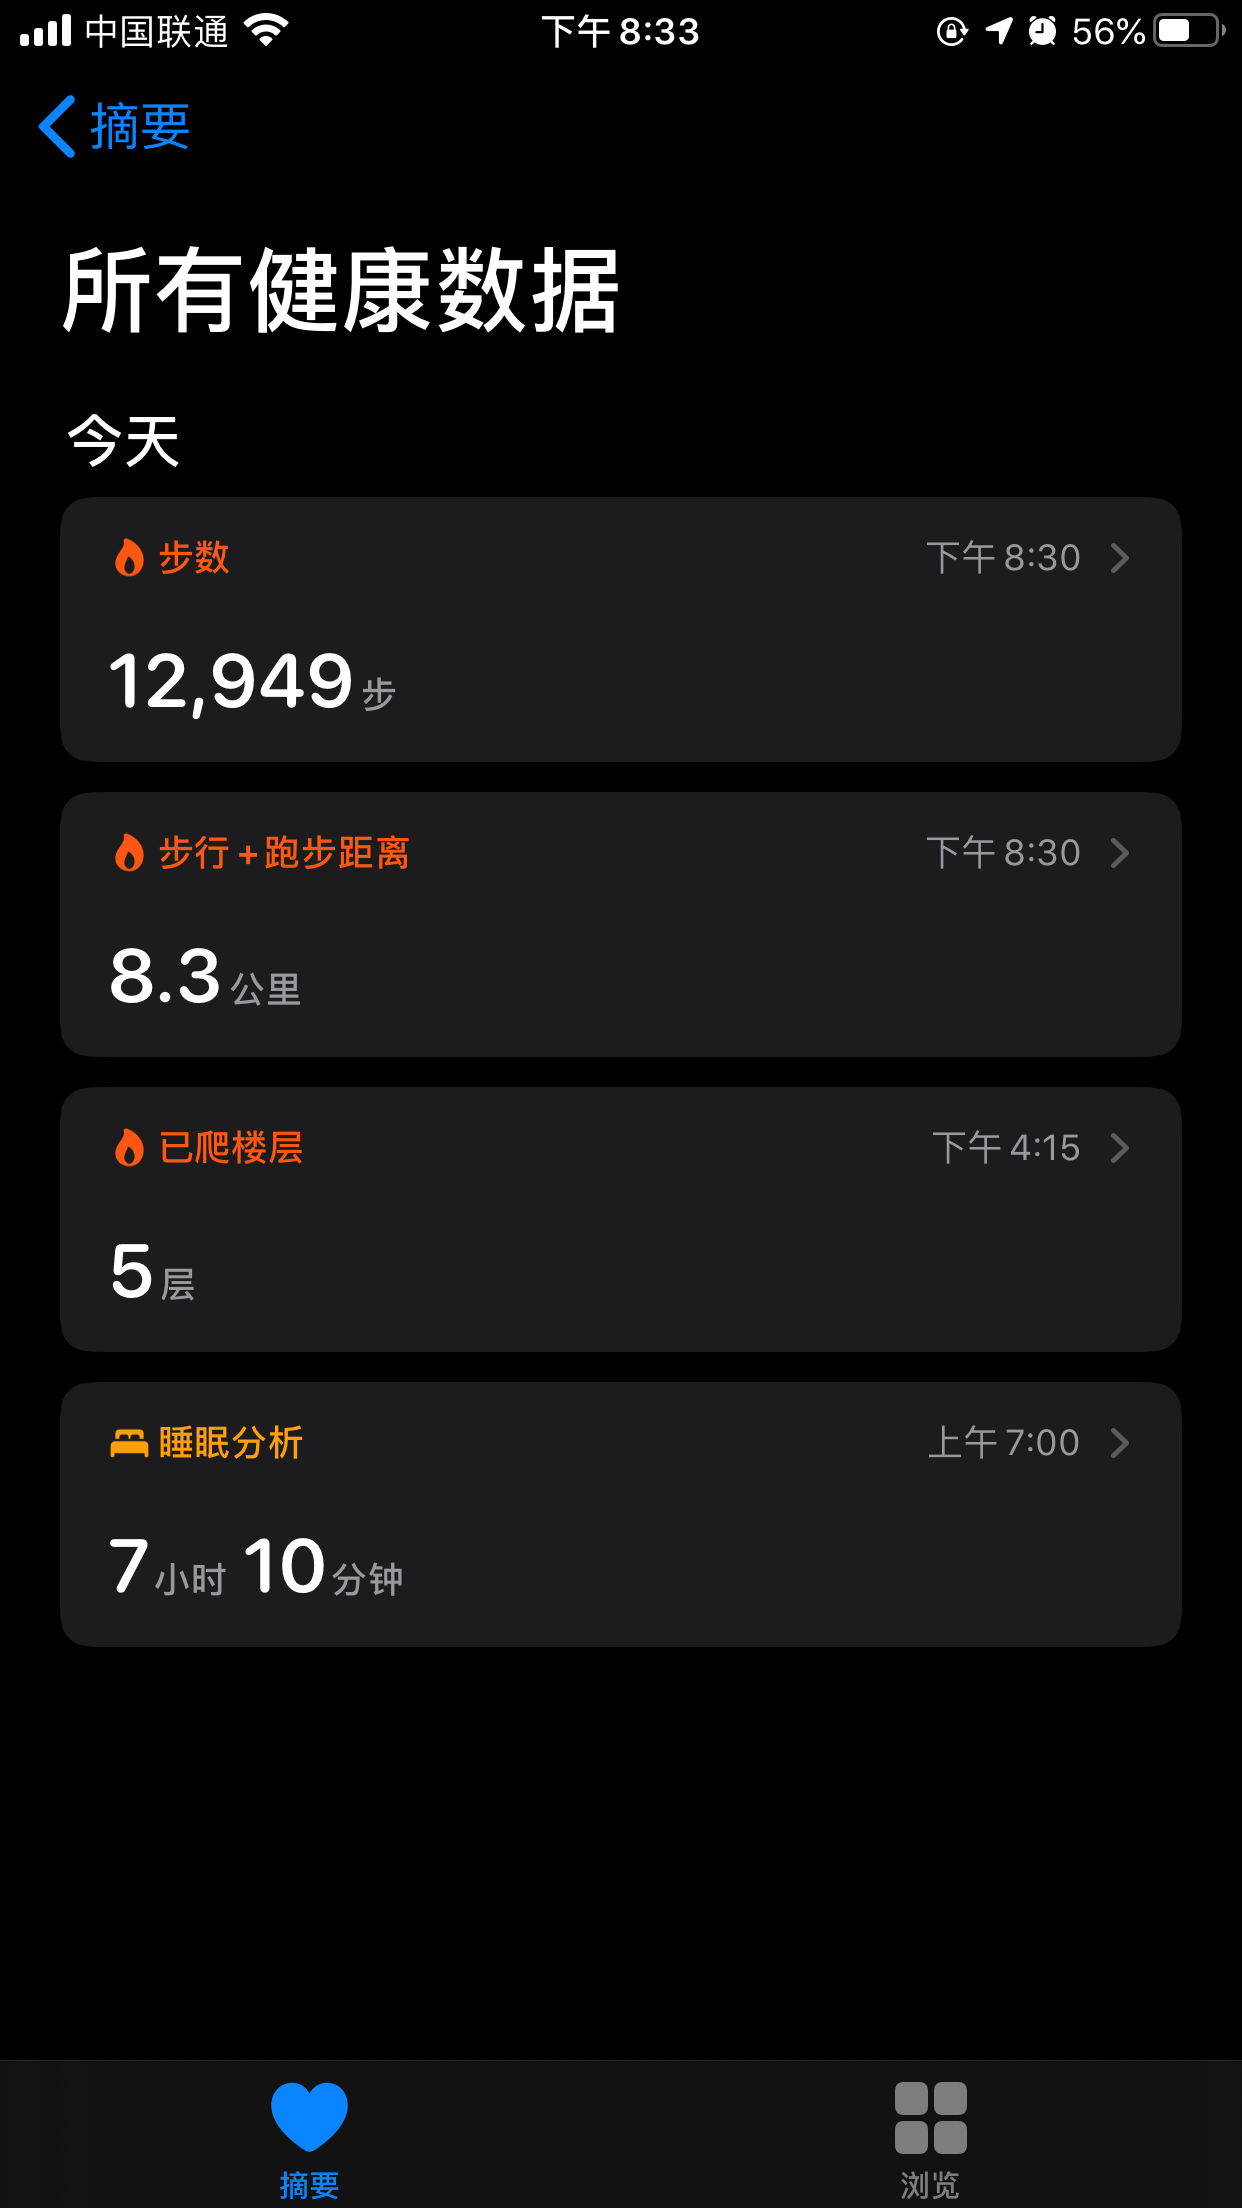 中国联通 下午 8:33 56%
摘要
所有健康数据
今天
步数 下午 8:30
12,949 步
步行 + 跑步距离 下午 8:30
8.3 公里
已爬楼层 下午 4:15
5 层
睡眠分析 上午 7:00
7 小时 10 分钟
摘要 浏览